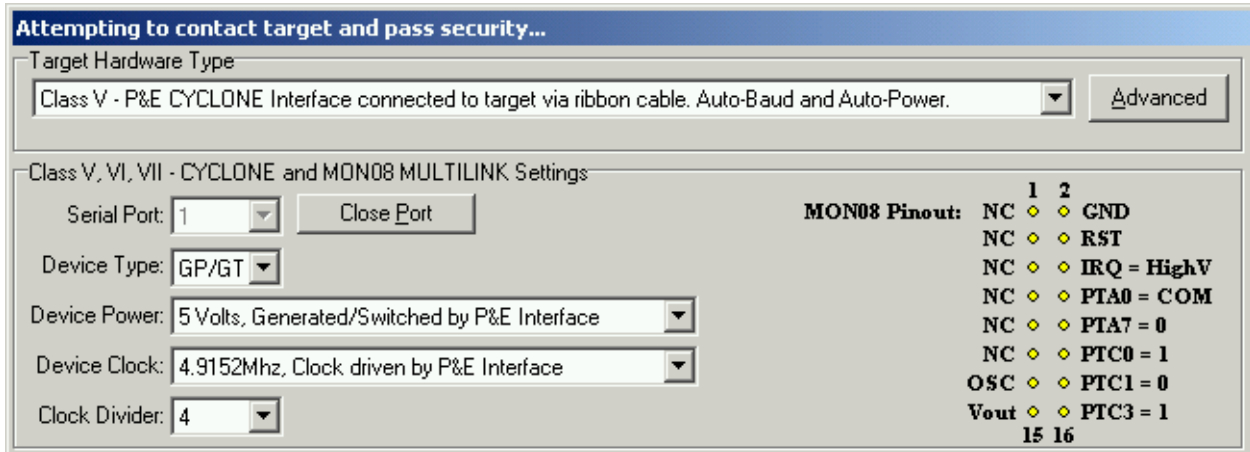 Attempting to contact target and pass security...
Target Hardware Type
Class V - P&E CYCLONE Interface connected to target via ribbon cable. Auto-Baud and Auto-Power.
Advanced
Class V, VI, VII - CYCLONE and MON08 MULTILINK Settings
Serial Port: 1 Close Port
Device Type: GP/GT
Device Power: 5 Volts, Generated/Switched by P&E Interface
Device Clock: 4.9152Mhz, Clock driven by P&E Interface
Clock Divider: 4
1 2
MON08 Pinout: NC GND
NC RST
NC IRQ = HighV
NC PTA0 = COM
NC PTA7 = 0
NC PTC0 = 1
OSC PTC1 = 0
Vout PTC3 = 1
15 16